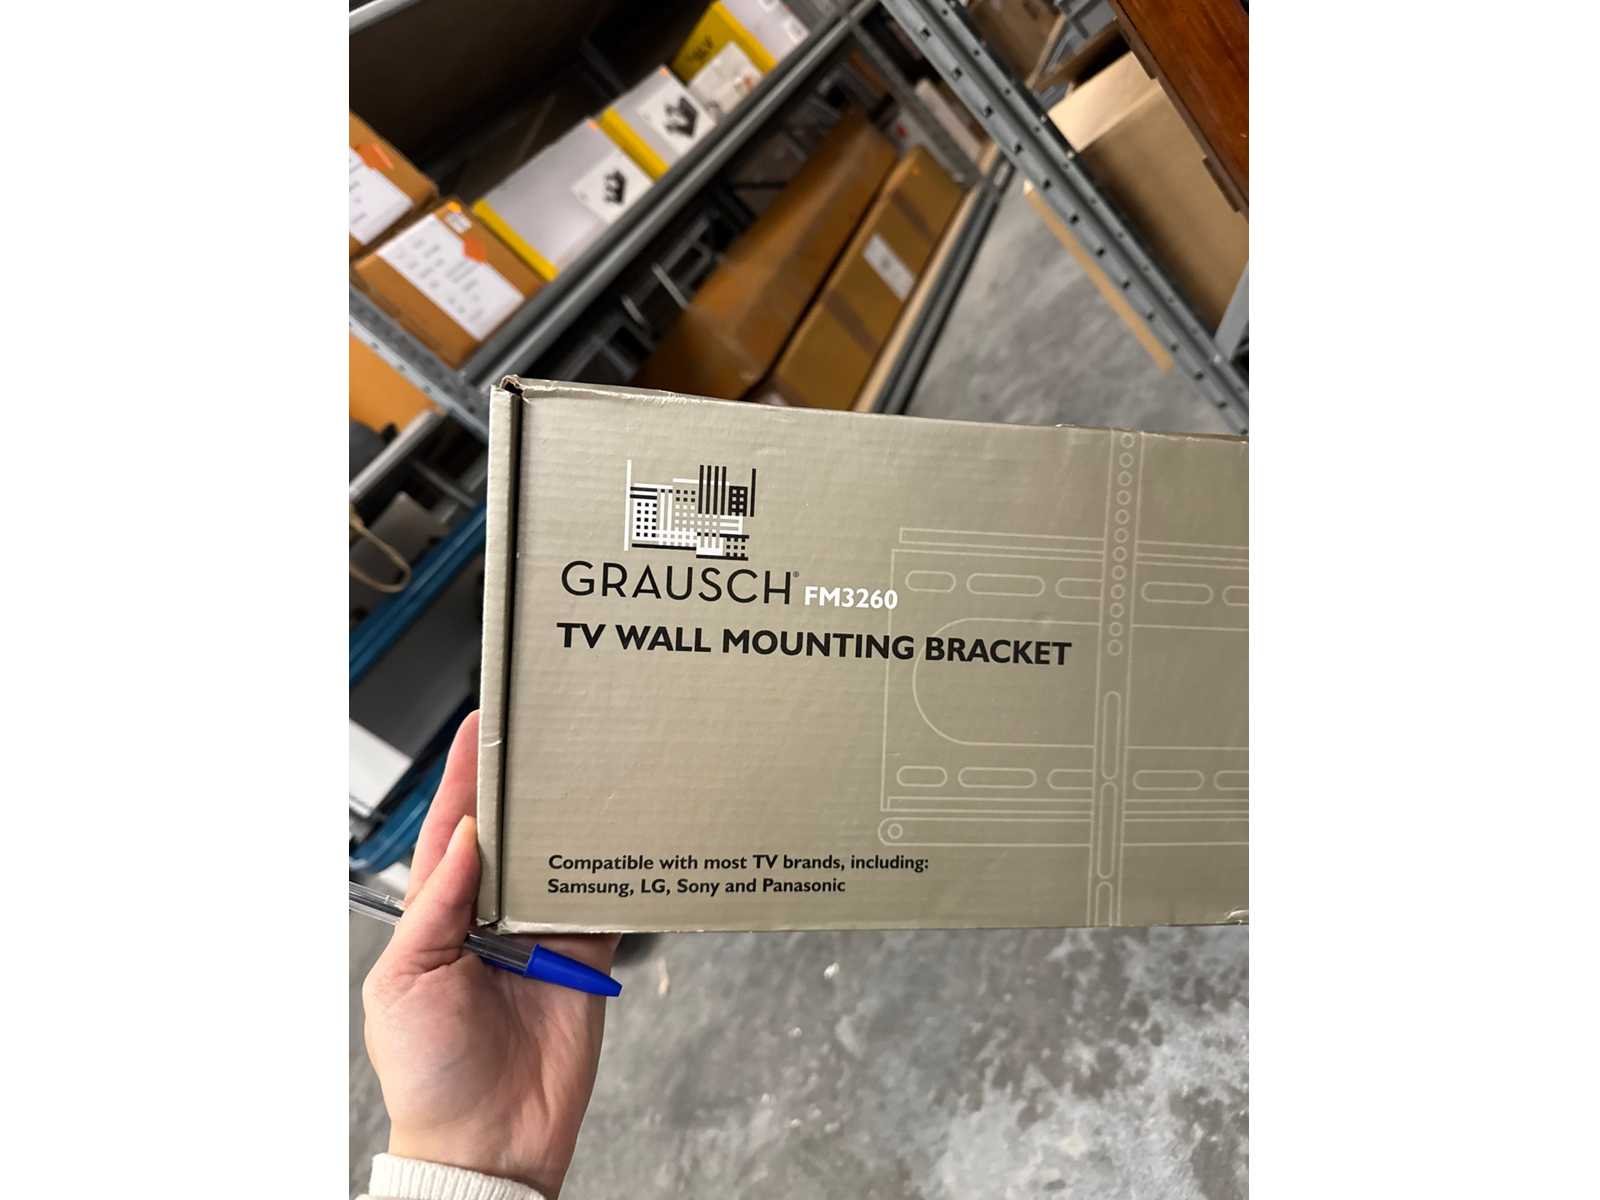 GRAUSCH® FM3260
TV WALL MOUNTING BRACKET
Compatible with most TV brands, including:
Samsung, LG, Sony and Panasonic